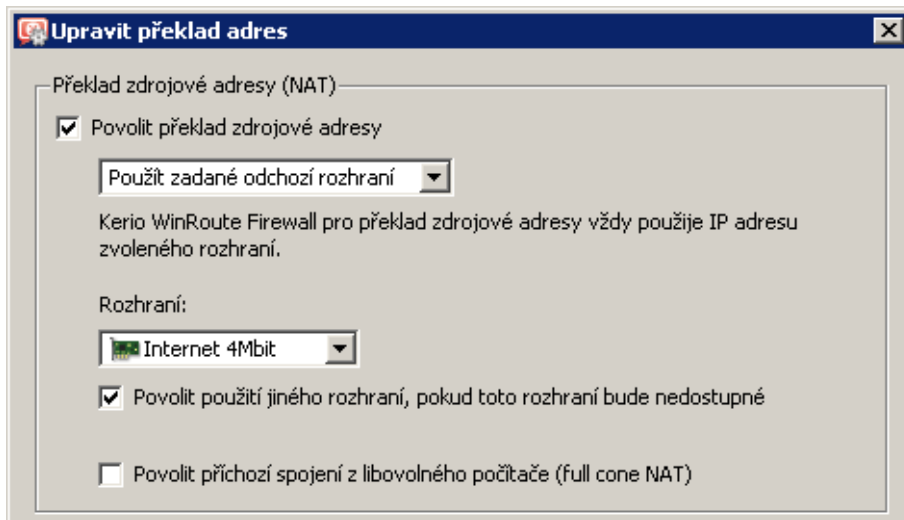 Upravit překlad adres
Překlad zdrojové adresy (NAT)
Povolit překlad zdrojové adresy
Použít zadané odchozí rozhraní
Kerio WinRoute Firewall pro překlad zdrojové adresy vždy použije IP adresu
zvoleného rozhraní.
Rozhraní:
Internet 4Mbit
Povolit použití jiného rozhraní, pokud toto rozhraní bude nedostupné
Povolit příchozí spojení z libovolného počítače (full cone NAT)